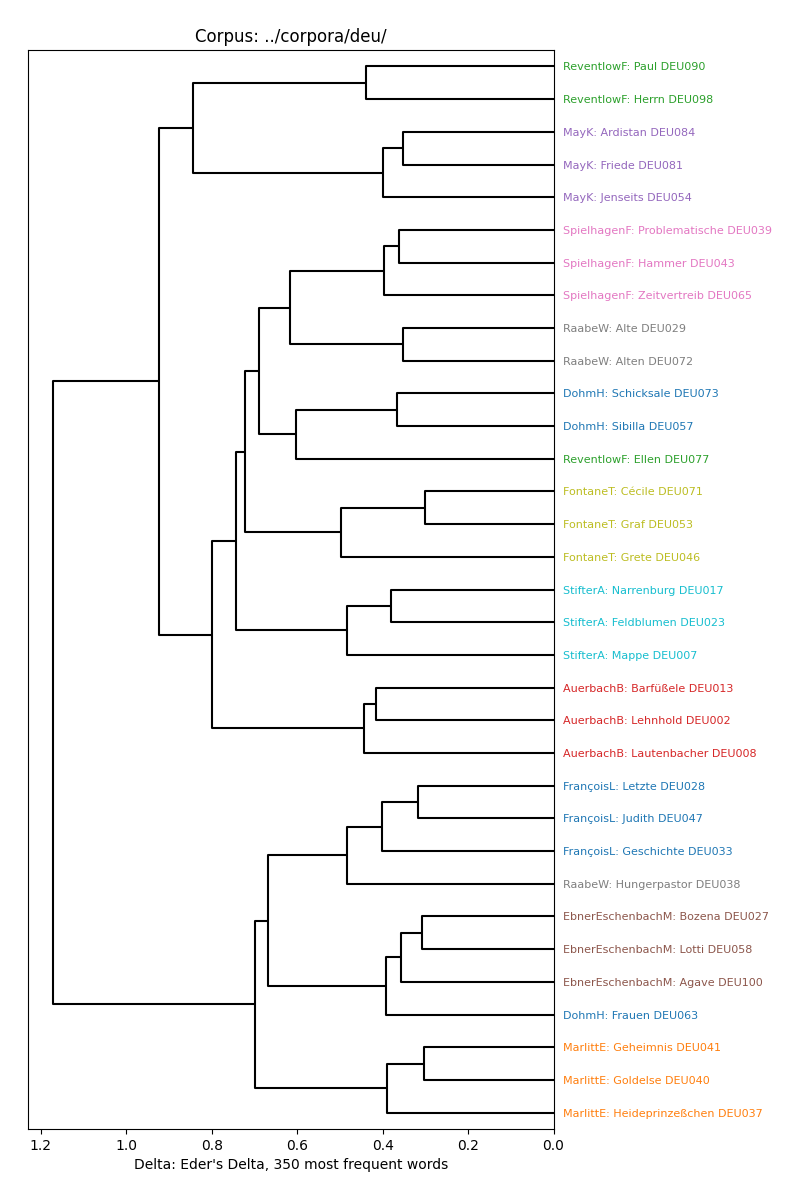 Corpus: ../corpora/deu/
ReventlowF: Paul DEU090
ReventlowF: Herrn DEU098
MayK: Ardistan DEU084
MayK: Friede DEU081
MayK: Jenseits DEU054
SpielhagenF: Problematische DEU039
SpielhagenF: Hammer DEU043
SpielhagenF: Zeitvertreib DEU065
RaabeW: Alte DEU029
RaabeW: Alten DEU072
DohmH: Schicksale DEU073
DohmH: Sibilla DEU057
ReventlowF: Ellen DEU077
FontaneT: Cécile DEU071
FontaneT: Graf DEU053
FontaneT: Grete DEU046
StifterA: Narrenburg DEU017
StifterA: Feldblumen DEU023
StifterA: Mappe DEU007
AuerbachB: Barfüßele DEU013
AuerbachB: Lehnhold DEU002
AuerbachB: Lautenbacher DEU008
FrançoisL: Letzte DEU028
FrançoisL: Judith DEU047
FrançoisL: Geschichte DEU033
RaabeW: Hungerpastor DEU038
EbnerEschenbachM: Bozena DEU027
EbnerEschenbachM: Lotti DEU058
EbnerEschenbachM: Agave DEU100
DohmH: Frauen DEU063
MarlittE: Geheimnis DEU041
MarlittE: Goldelse DEU040
MarlittE: Heideprinzeßchen DEU037
1.2 1.0 0.8 0.6 0.4 0.2 0.0
Delta: Eder's Delta, 350 most frequent words